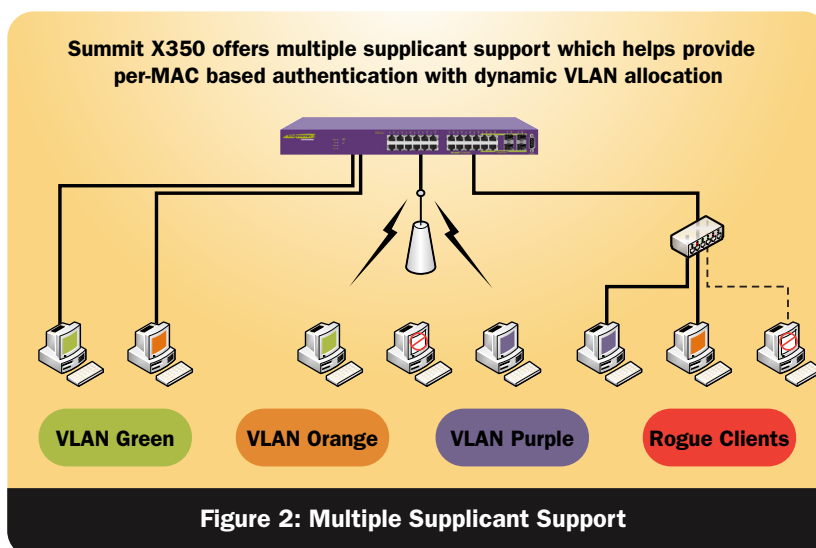 Summit X350 offers multiple supplicant support which helps provide
per-MAC based authentication with dynamic VLAN allocation
VLAN Green
VLAN Orange
VLAN Purple
Rogue Clients
Figure 2: Multiple Supplicant Support